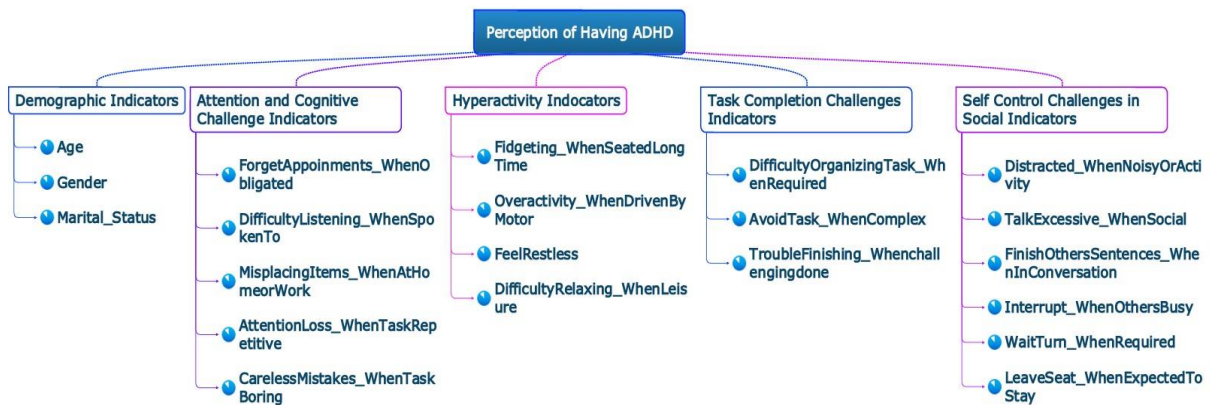 Perception of Having ADHD
Demographic Indicators
Age
Gender
Marital_Status
Attention and Cognitive
Challenge Indicators
ForgetAppoinments_WhenO
bligated
DifficultyListening_WhenSpo
kenTo
MisplacingItems_WhenAtHo
meorWork
AttentionLoss_WhenTaskRep
etitive
CarelessMistakes_WhenTask
Boring
Hyperactivity Indocators
Fidgeting_WhenSeatedLong
Time
Overactivity_WhenDrivenBy
Motor
FeelRestless
DifficultyRelaxing_WhenLeis
ure
Task Completion Challenges
Indicators
DifficultyOrganizingTask_W
henRequired
AvoidTask_WhenComplex
TroubleFinishing_Whenchall
engingdone
Self Control Challenges in
Social Indicators
Distracted_WhenNoisyOrActi
vity
TalkExcessive_WhenSocial
FinishOthersSentences_Whe
nInConversation
Interrupt_WhenOthersBusy
WaitTurn_WhenRequired
LeaveSeat_WhenExpectedTo
Stay